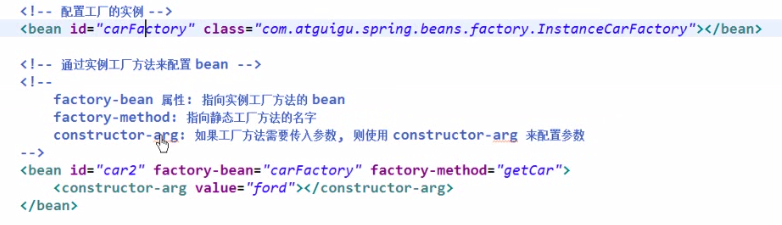 <!-- 配置工厂的实例 -->
<bean id="carFactory" class="com.atguigu.spring.beans.factory.InstanceCarFactory"></bean>
<!-- 通过实例工厂方法来配置 bean -->
<!--
factory-bean 属性: 指向实例工厂方法的 bean
factory-method: 指向静态工厂方法的名字
constructor-arg: 如果工厂方法需要传入参数, 则使用 constructor-arg 来配置参数
-->
<bean id="car2" factory-bean="carFactory" factory-method="getCar">
<constructor-arg value="ford"></constructor-arg>
</bean>